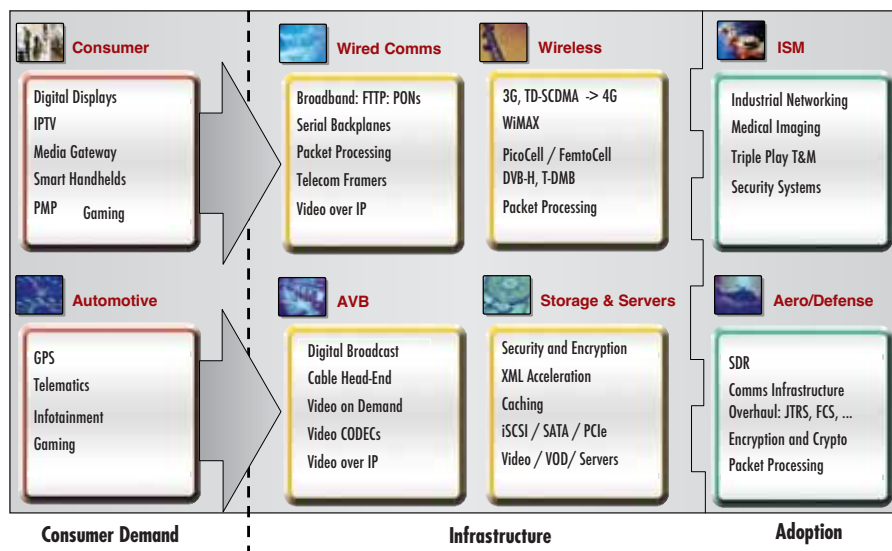 Consumer
Digital Displays
IPTV
Media Gateway
Smart Handhelds
PMP Gaming
Automotive
GPS
Telematics
Infotainment
Gaming
Consumer Demand
Wired Comms
Broadband: FTTP: PONs
Serial Backplanes
Packet Processing
Telecom Framers
Video over IP
Wireless
3G, TD-SCDMA -> 4G
WiMAX
PicoCell / FemtoCell
DVB-H, T-DMB
Packet Processing
AVB
Digital Broadcast
Cable Head-End
Video on Demand
Video CODECs
Video over IP
Storage & Servers
Security and Encryption
XML Acceleration
Caching
iSCSI / SATA / PCIe
Video / VOD/ Servers
Infrastructure
ISM
Industrial Networking
Medical Imaging
Triple Play T&M
Security Systems
Aero/Defense
SDR
Comms Infrastructure
Overhaul: JTRS, FCS, ...
Encryption and Crypto
Packet Processing
Adoption